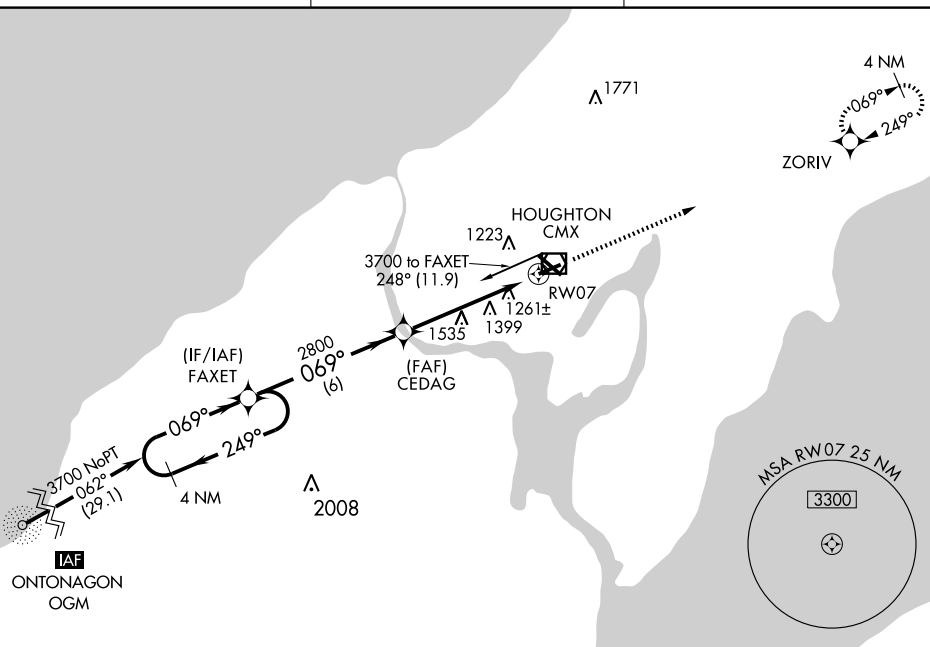 4 NM
1771
069°
249°
ZORIV
HOUGHTON
CMX
1223
3700 to FAXET
248° (11.9)
RW07
1261±
1399
1535
2800
069°
(6)
(FAF)
CEDAG
(IF/IAF)
FAXET
069°
249°
4 NM
3700 NoPT
062°
(29.1)
2008
IAF
ONTONAGON
OGM
MSA RW07 25 NM
3300